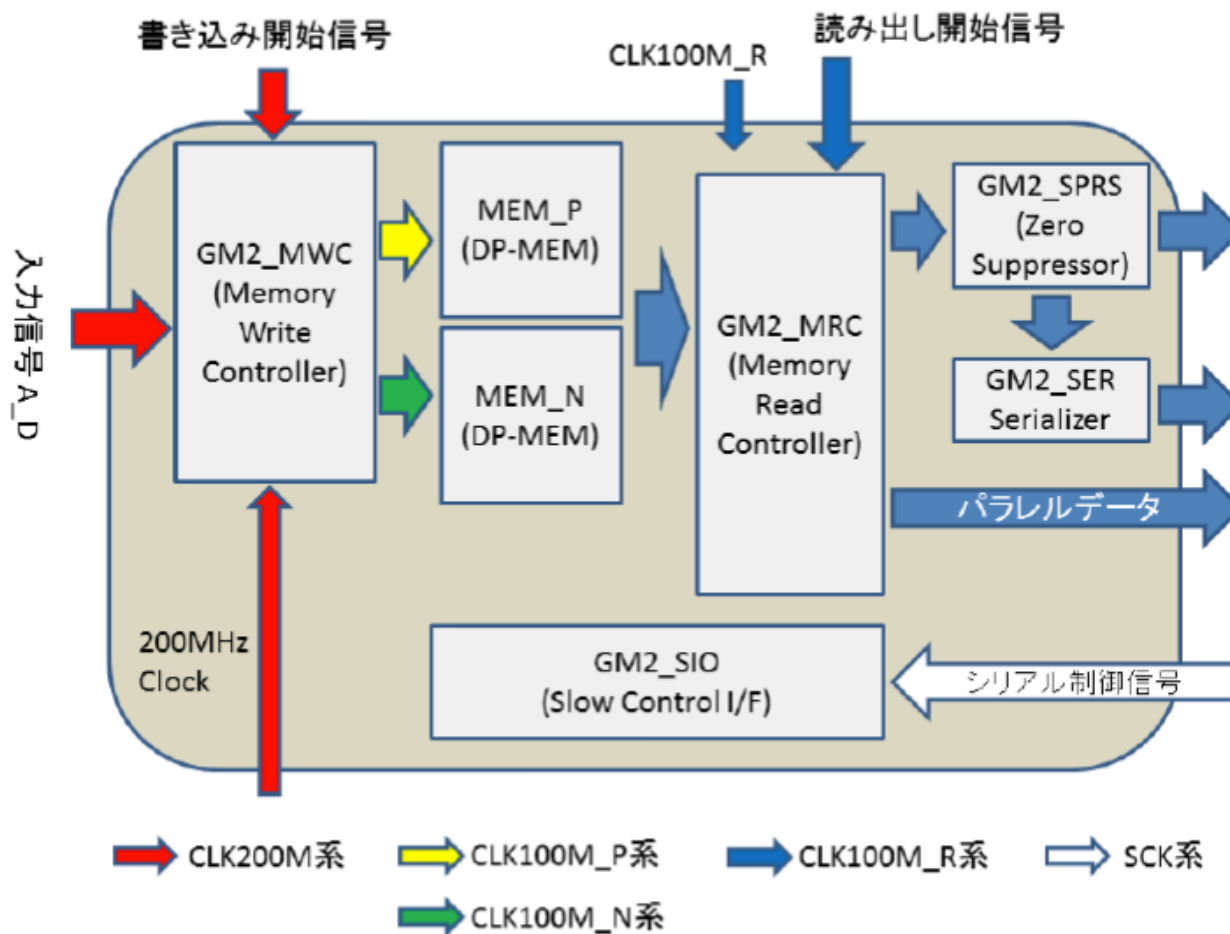 書き込み開始信号
CLK100M_R
読み出し開始信号
入力信号A_D
GM2_MWC
(Memory
Write
Controller)
MEM_P
(DP-MEM)
MEM_N
(DP-MEM)
GM2_MRC
(Memory
Read
Controller)
GM2_SPRS
(Zero
Suppressor)
GM2_SER
Serializer
パラレルデータ
200MHz
Clock
GM2_SIO
(Slow Control I/F)
シリアル制御信号
CLK200M系
CLK100M_P系
CLK100M_R系
SCK系
CLK100M_N系